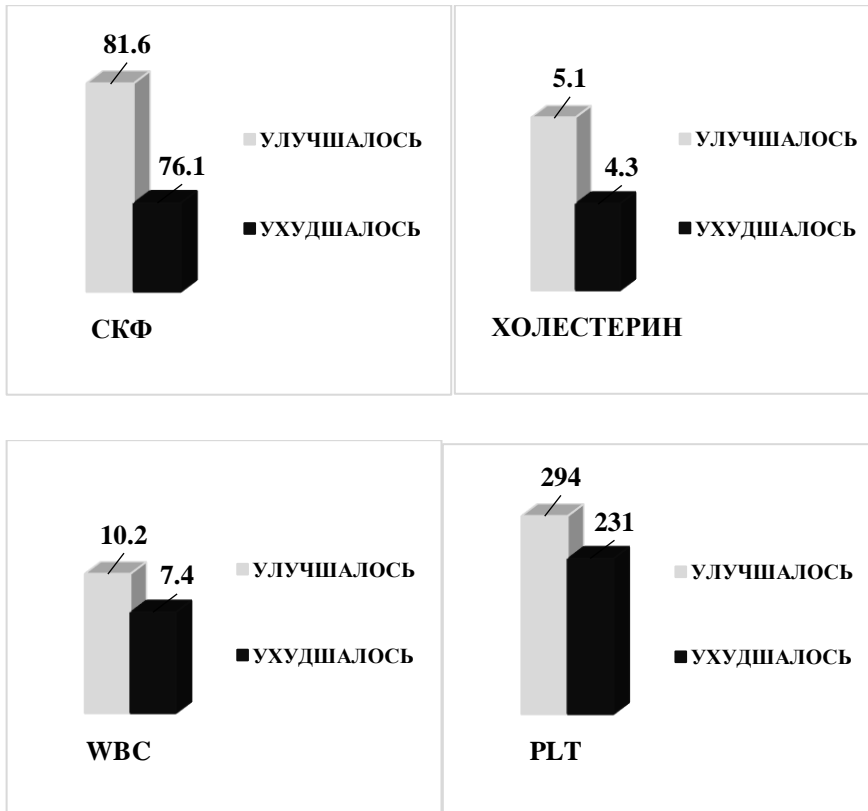 81.6
76.1
УЛУЧШАЛОСЬ
УХУДШАЛОСЬ
СКФ
5.1
4.3
УЛУЧШАЛОСЬ
УХУДШАЛОСЬ
ХОЛЕСТЕРИН
10.2
7.4
УЛУЧШАЛОСЬ
УХУДШАЛОСЬ
WBC
294
231
УЛУЧШАЛОСЬ
УХУДШАЛОСЬ
PLT